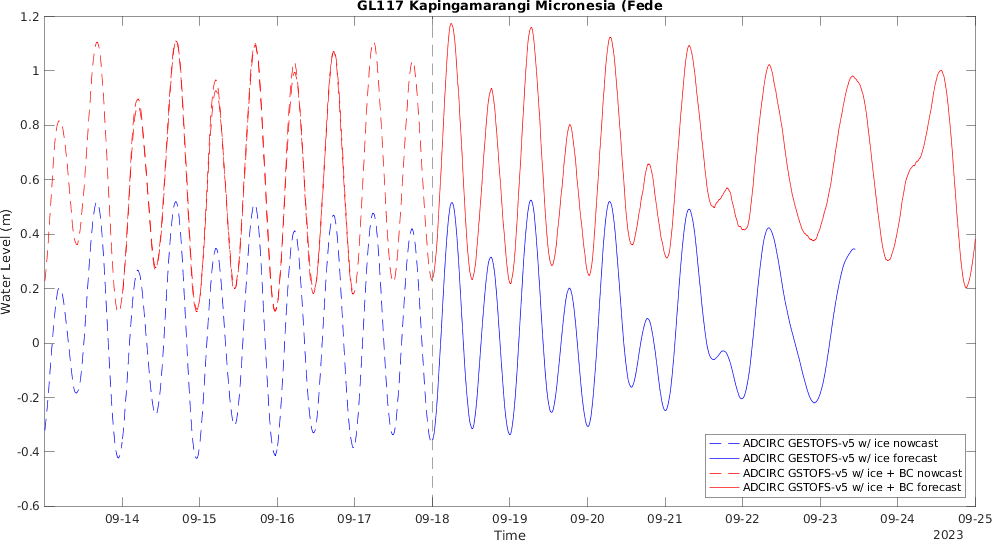 GL117 Kapingamarangi Micronesia (Fede
1.2
1
0.8
0.6
0.4
0.2
0
-0.2
-0.4
-0.6
Water Level (m)
ADCIRC GESTOFS-v5 w/ ice nowcast
ADCIRC GESTOFS-v5 w/ ice forecast
ADCIRC GSTOFS-v5 w/ ice + BC nowcast
ADCIRC GSTOFS-v5 w/ ice + BC forecast
09-14 09-15 09-16 09-17 09-18 09-19 09-20 09-21 09-22 09-23 09-24 09-25
Time
2023